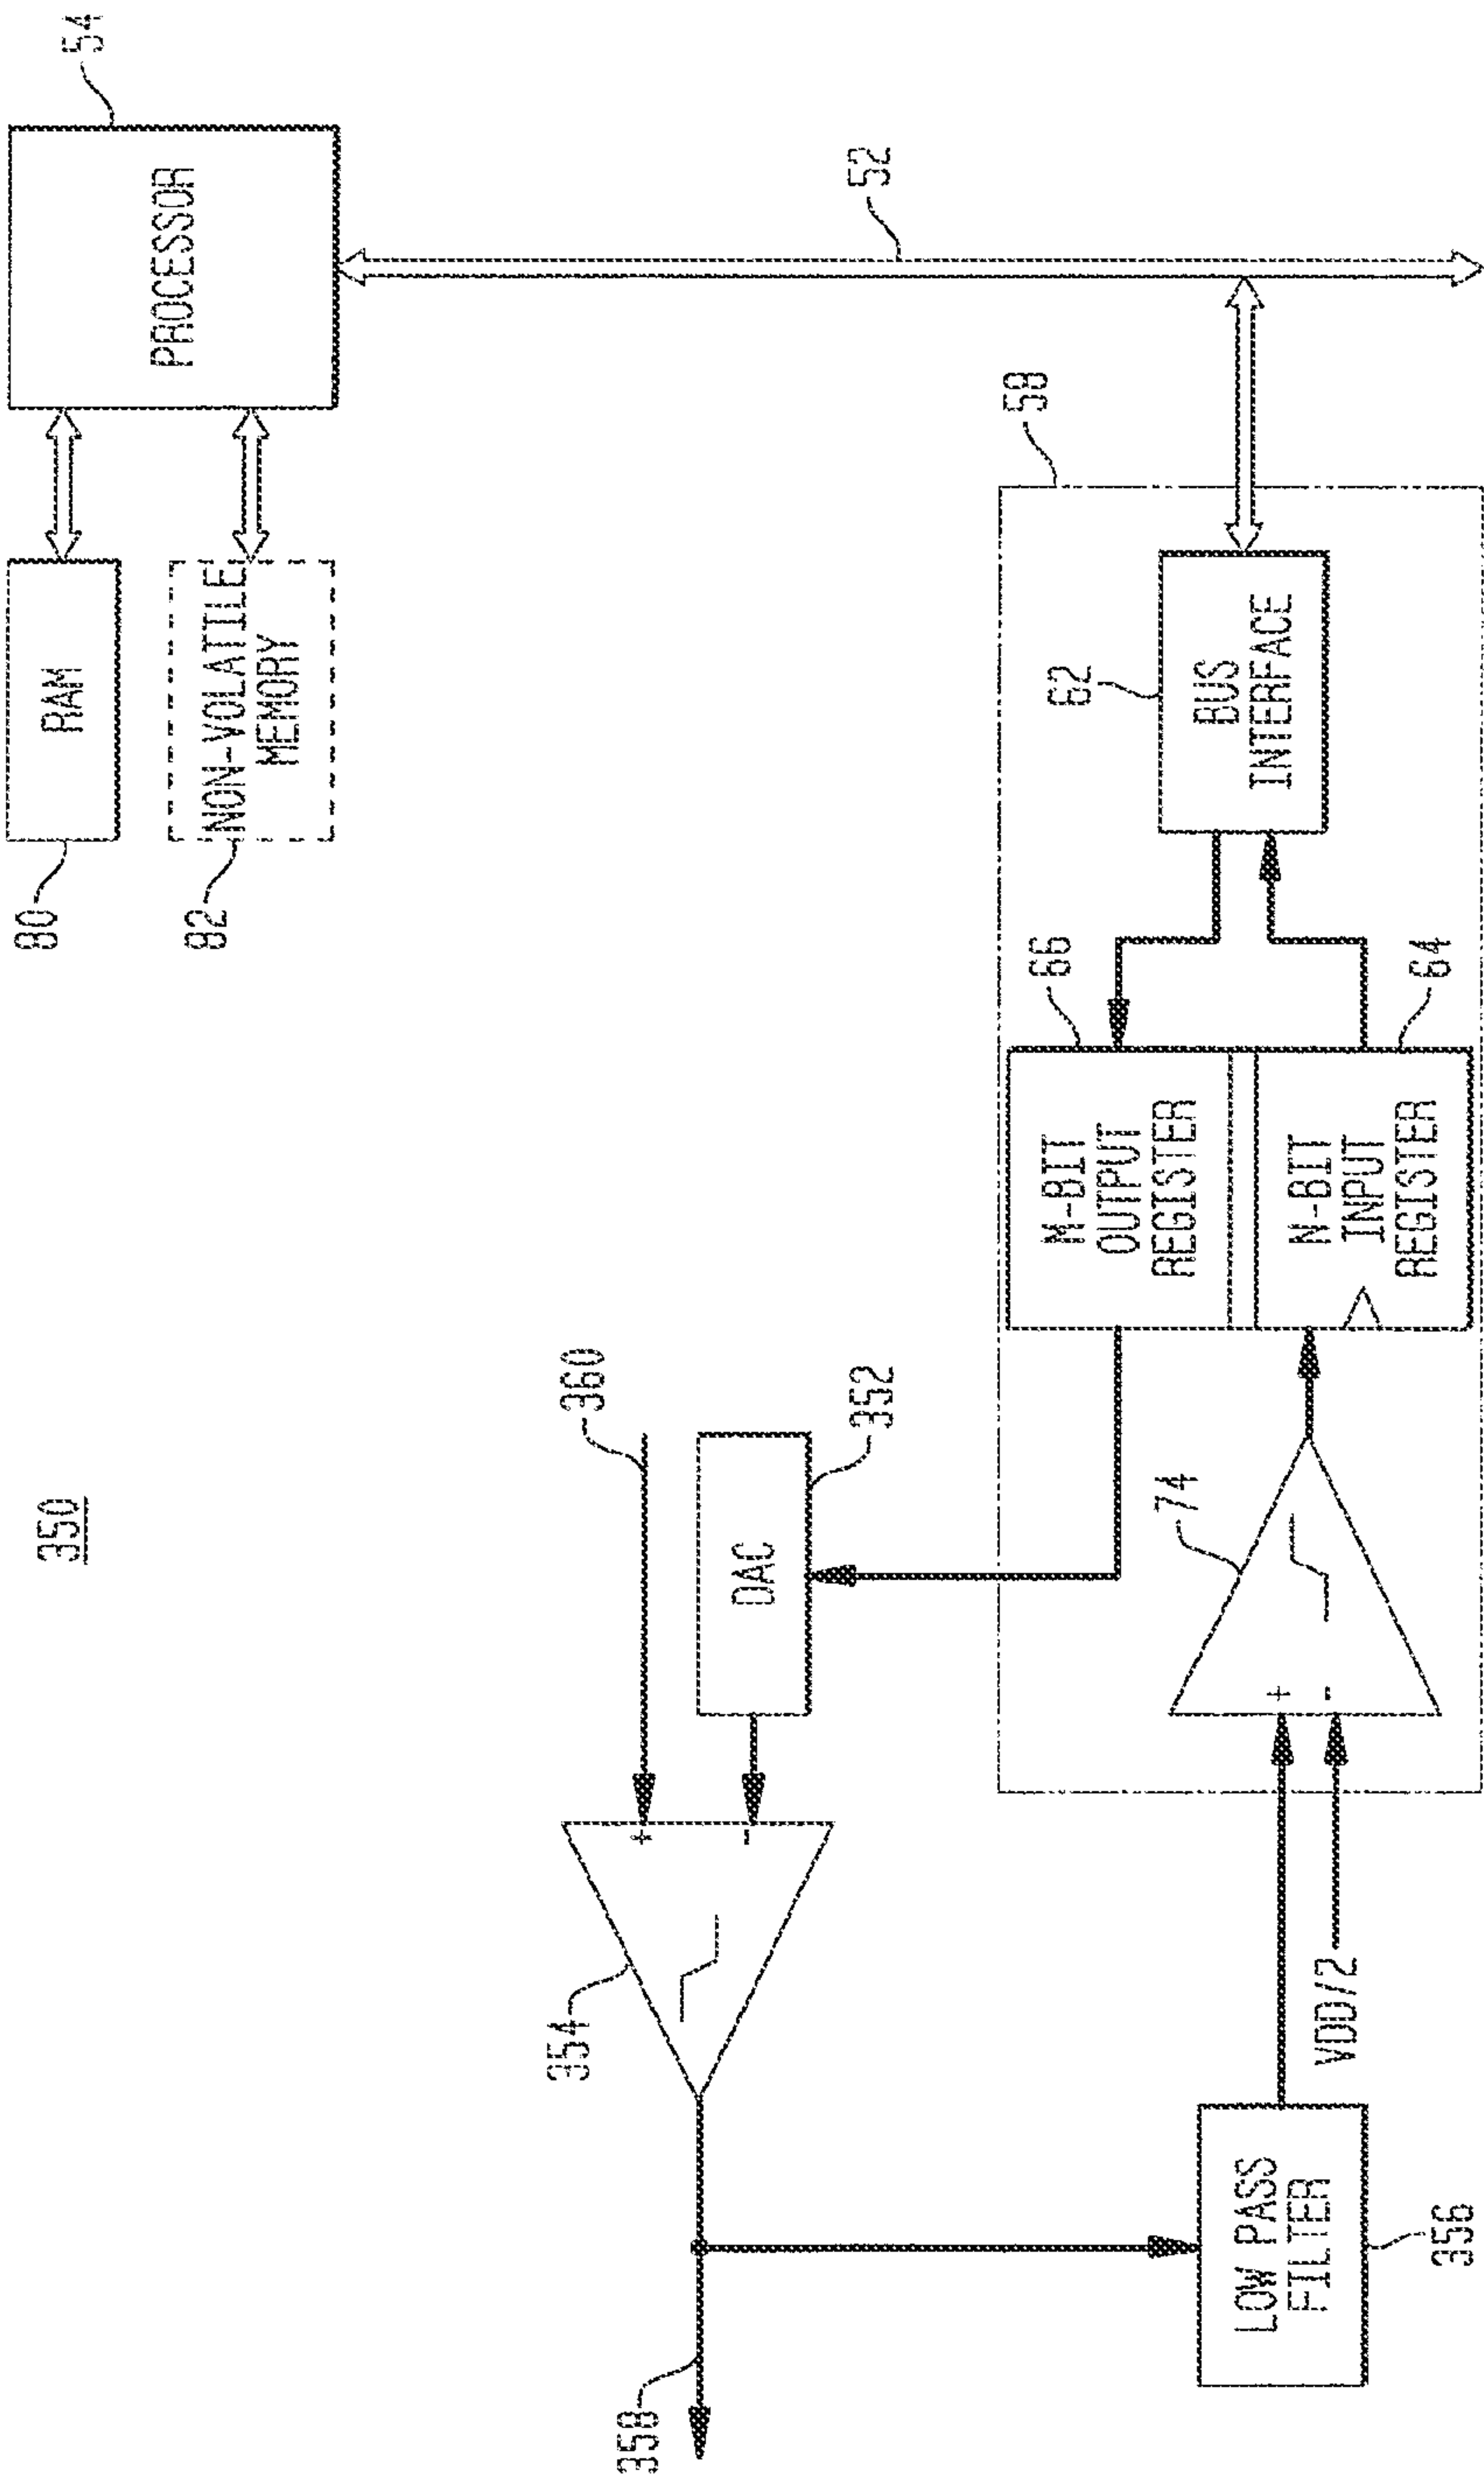 350
80
RAM
PROCESSOR
54
82
NON-VOLATILE
MEMORY
52
360
354
+
-
DAC
352
358
58
66
M-BIT
OUTPUT
REGISTER
62
BUS
INTERFACE
74
+
-
N-BIT
INPUT
REGISTER
64
LOW PASS
FILTER
356
VDD/2